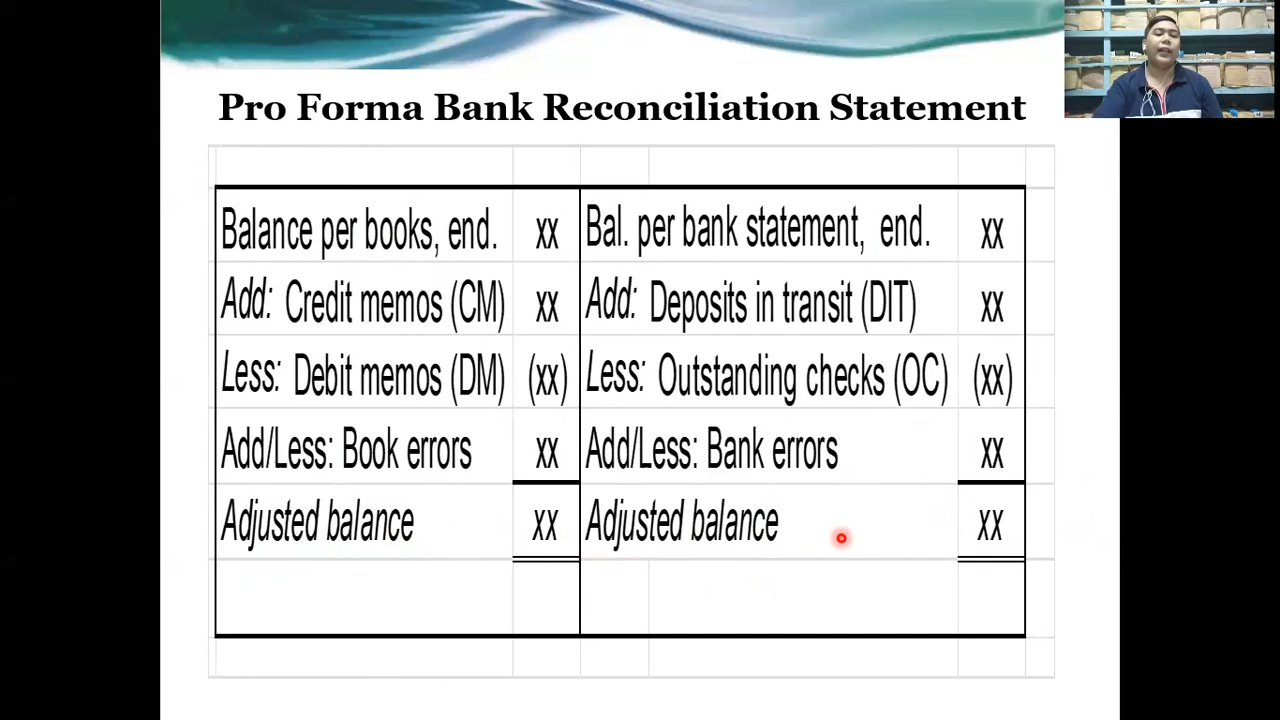 Pro Forma Bank Reconciliation Statement
Balance per books, end. xx Bal. per bank statement, end. xx
Add: Credit memos (CM) xx Add: Deposits in transit (DIT) xx
Less: Debit memos (DM) (xx) Less: Outstanding checks (OC) (xx)
Add/Less: Book errors xx Add/Less: Bank errors xx
Adjusted balance xx Adjusted balance xx